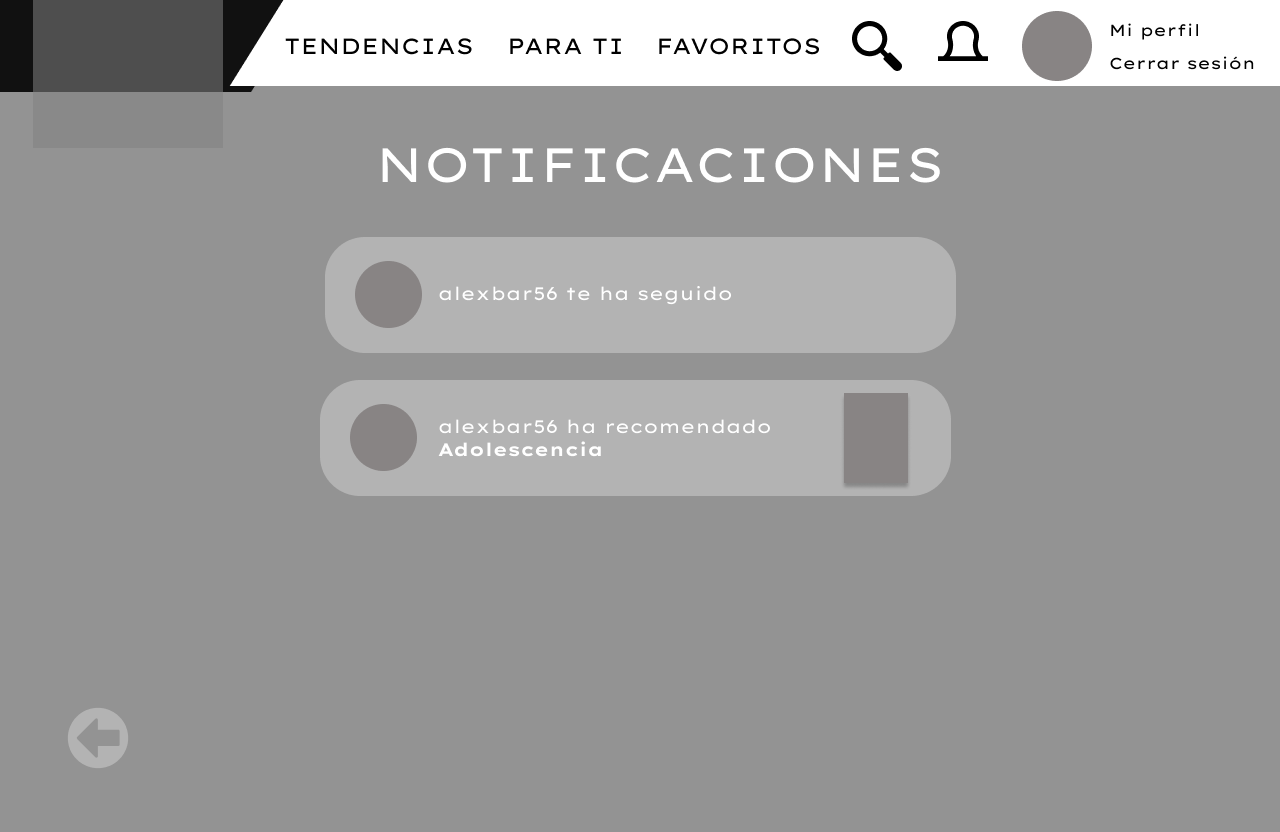 TENDENCIAS PARA TI FAVORITOS
Mi perfil
Cerrar sesión
NOTIFICACIONES
alexbar56 te ha seguido
alexbar56 ha recomendado
Adolescencia